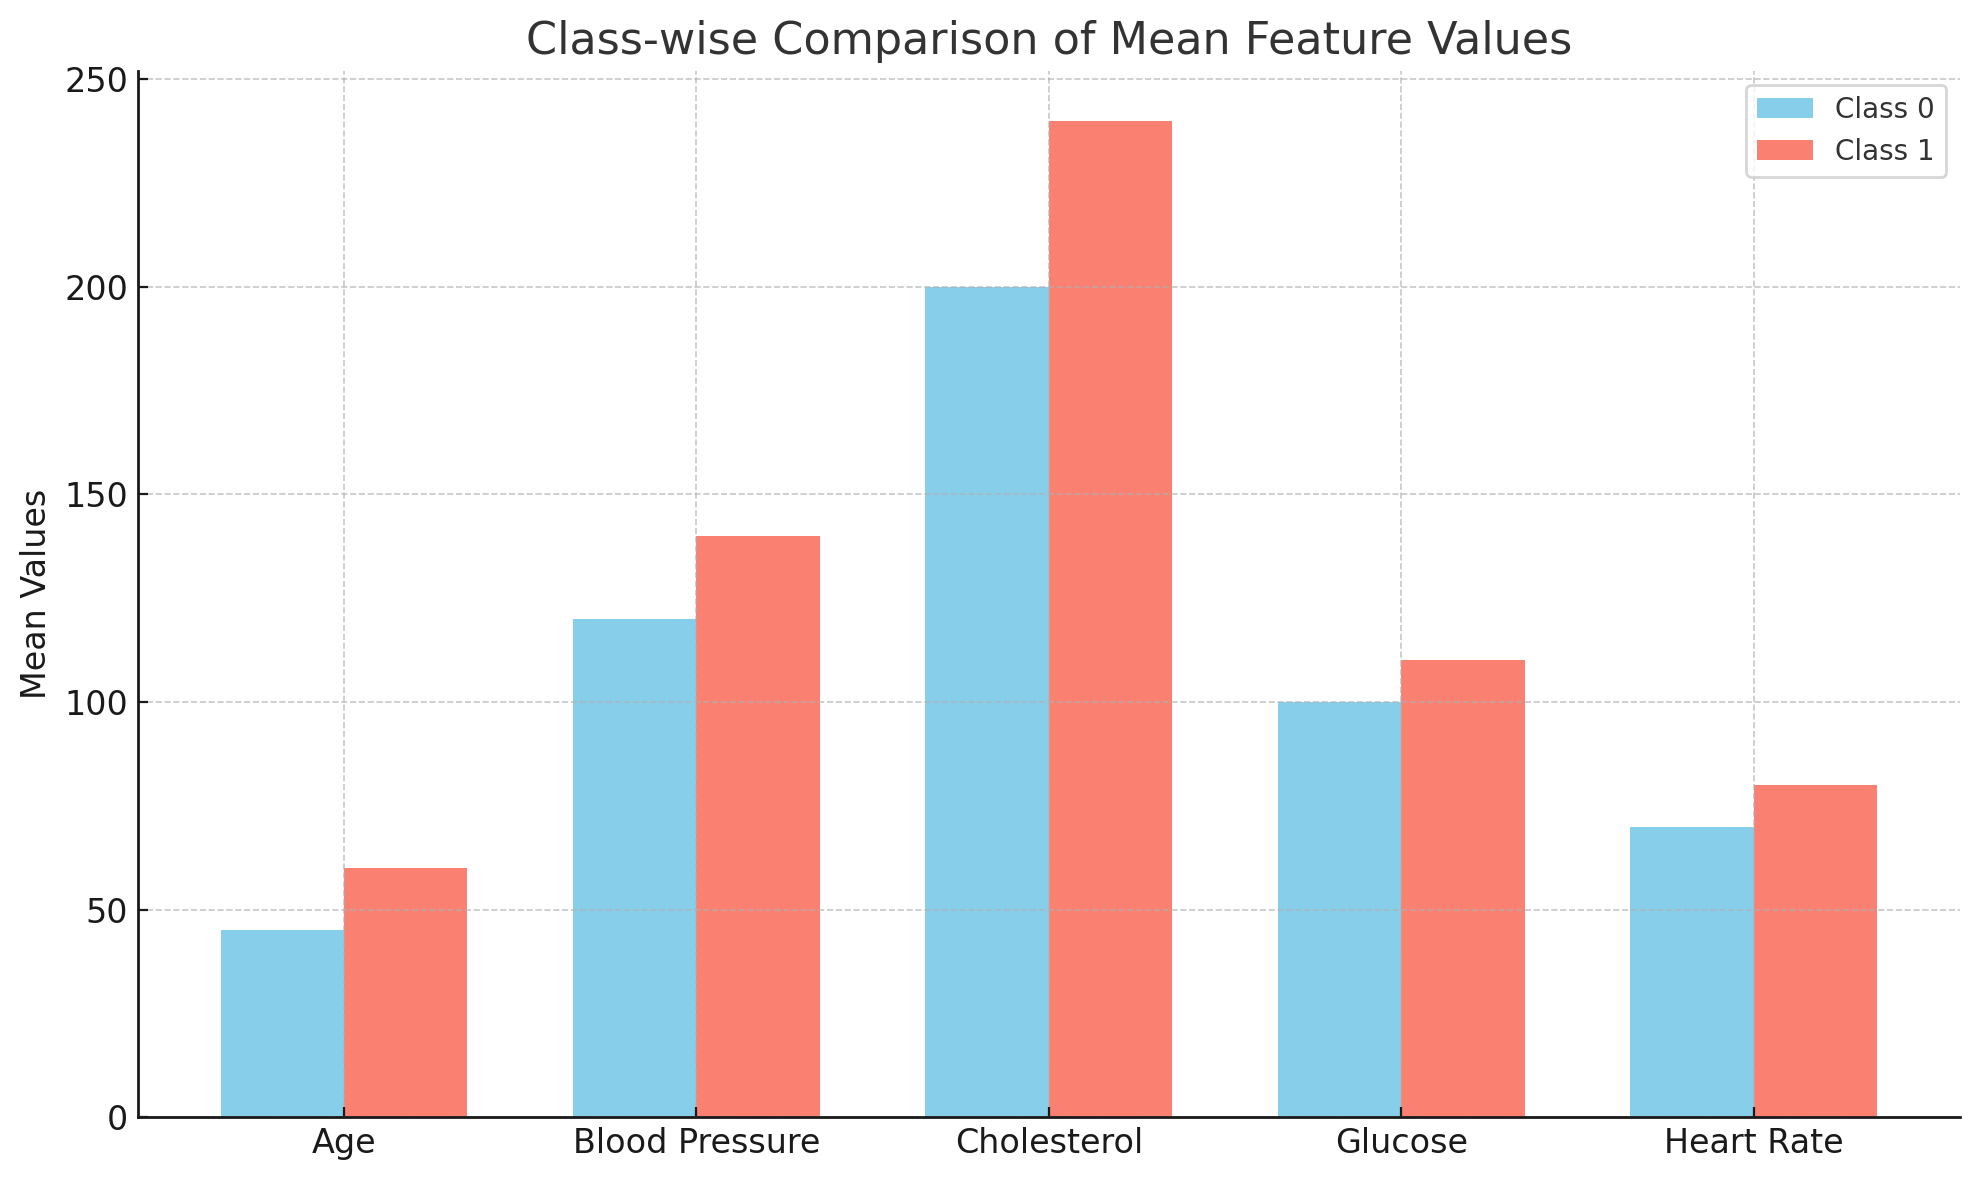 Class-wise Comparison of Mean Feature Values
250
200
150
100
50
0
Mean Values
Class 0
Class 1
Age
Blood Pressure
Cholesterol
Glucose
Heart Rate